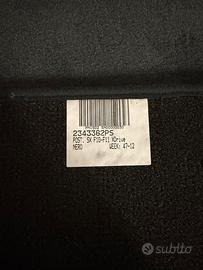 2343362PS
POST. SX F10-F11 XDrive
NERO WEEK: 47-12
subito